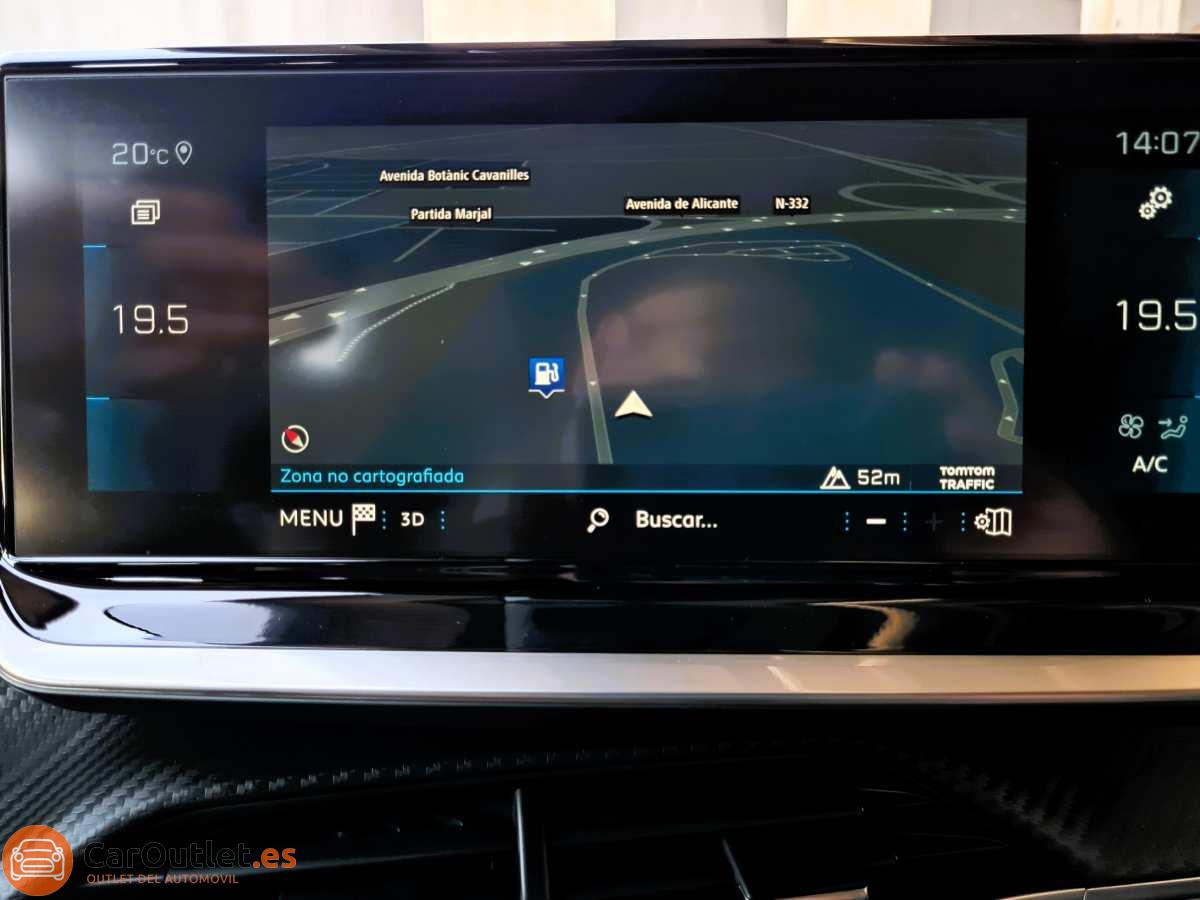 20°C
14:07
Avenida Botànic Cavanilles
Avenida de Alicante
N-332
Partida Marjal
19.5
19.5
A/C
Zona no cartografiada
52m
TOMTOM
TRAFFIC
MENU
3D
Buscar...
CarOutlet.es
OUTLET DEL AUTOMOVIL